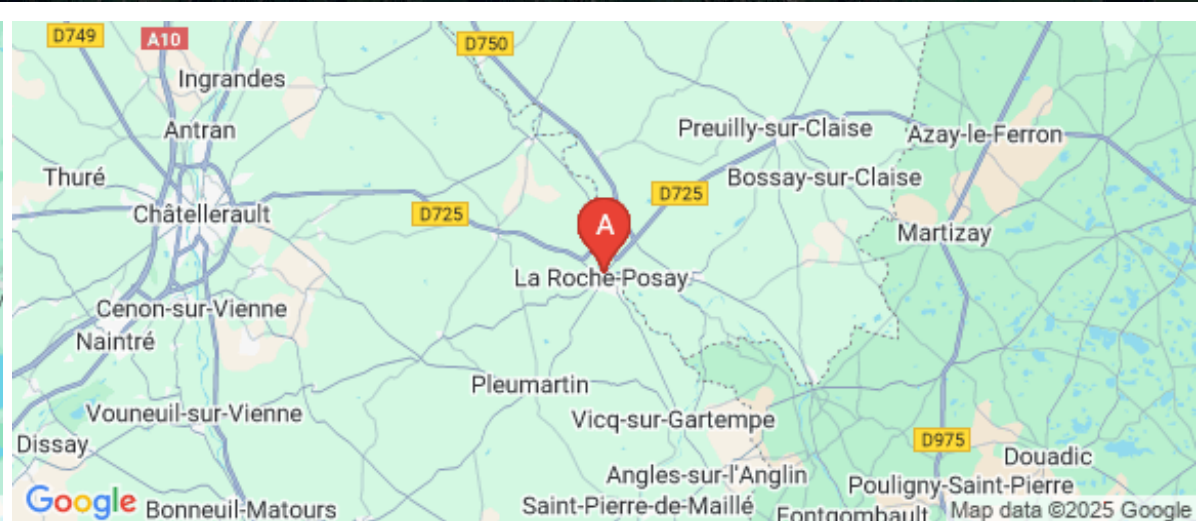 D749
A10
D750
Ingrandes
Antran
Preuilly-sur-Claise
Azay-le-Ferron
Thuré
Bossay-sur-Claise
D725
Châtellerault
D725
A
Martizay
La Roche-Posay
Cenon-sur-Vienne
Naintré
Pleumartin
Vouneuil-sur-Vienne
Vicq-sur-Gartempe
Dissay
D975
Douadic
Angles-sur-l'Anglin
Pouligny-Saint-Pierre
Google
Bonneuil-Matours
Saint-Pierre-de-Maillé
Fontgombault
Map data ©2025 Google